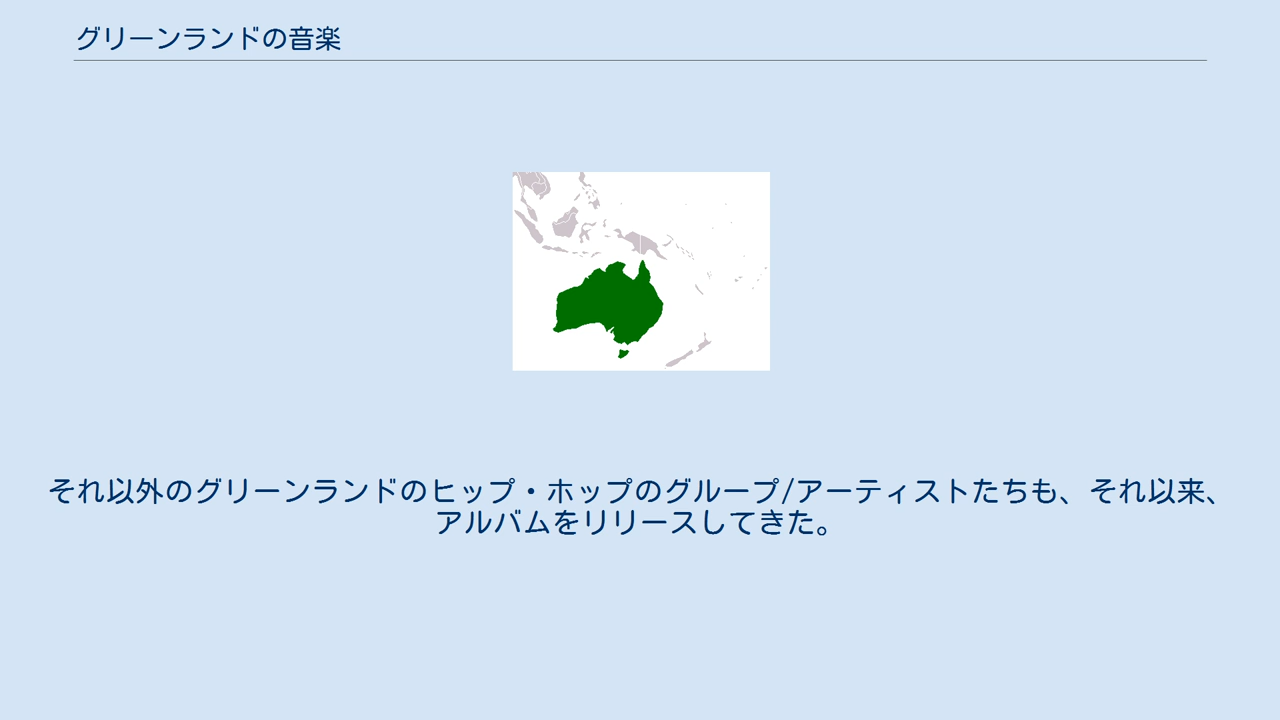 グリーンランドの音楽
それ以外のグリーンランドのヒップ・ホップのグループ/アーティストたちも、それ以来、
アルバムをリリースしてきた。